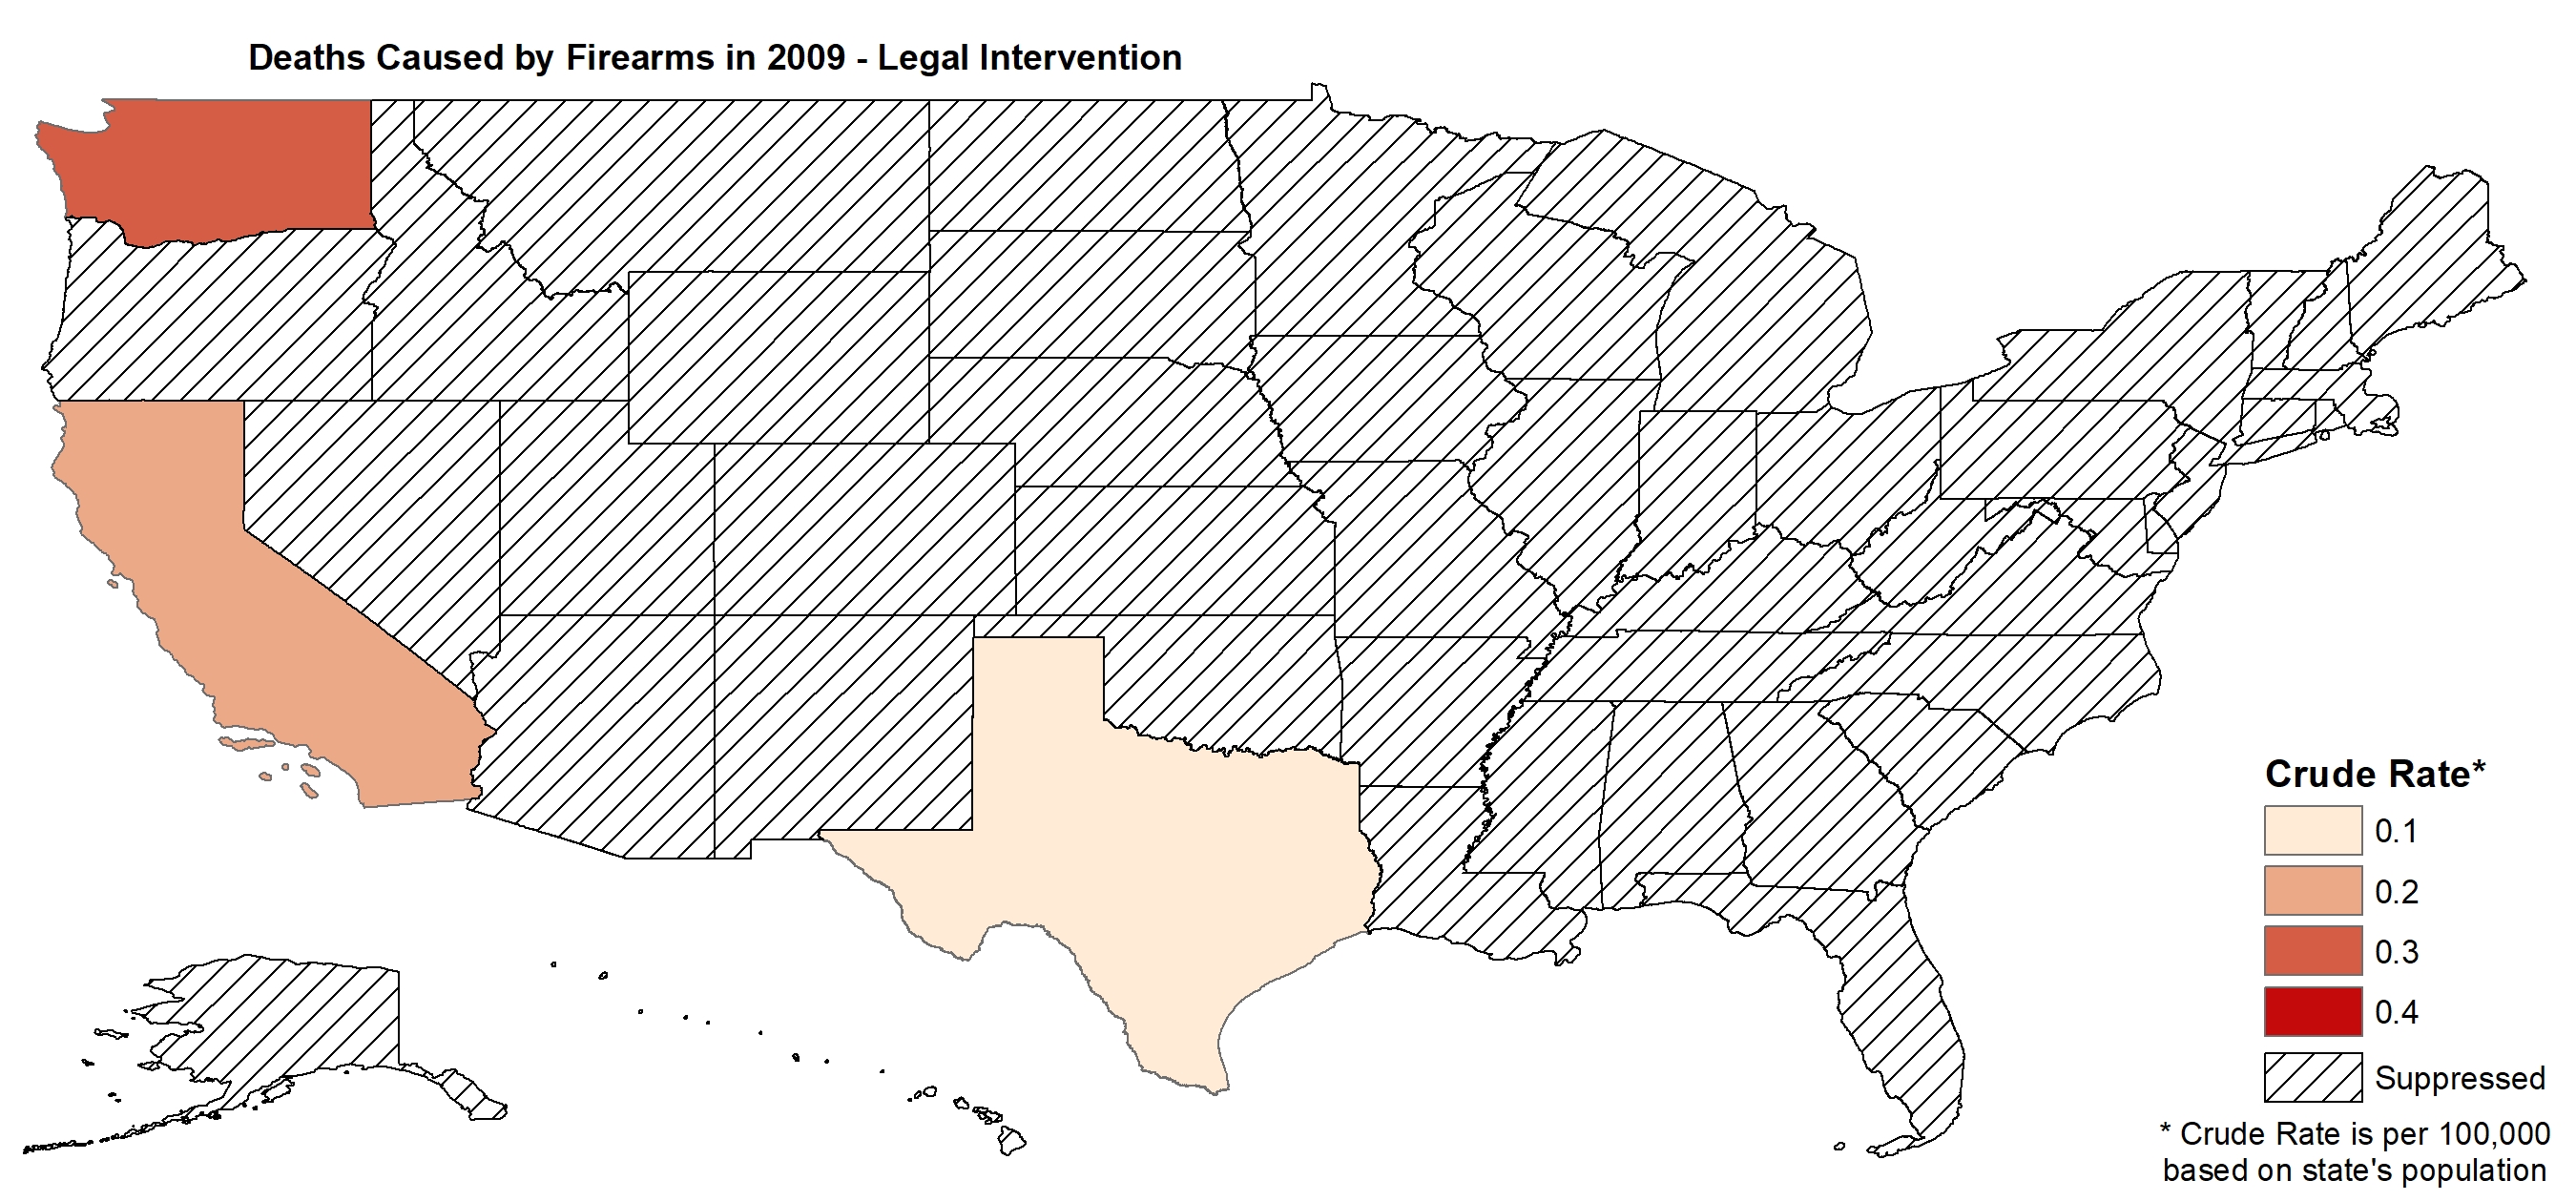 Deaths Caused by Firearms in 2009 - Legal Intervention
Crude Rate*
0.1
0.2
0.3
0.4
Suppressed
* Crude Rate is per 100,000
based on state's population